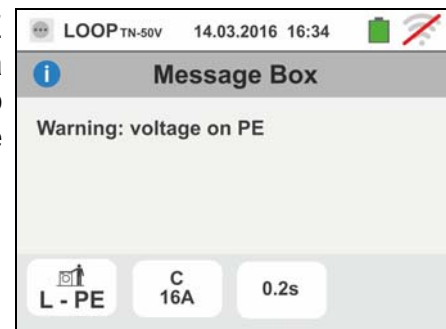 LOOP TN-50V 14.03.2016 16:34
Message Box
Warning: voltage on PE
L - PE
C
16A
0.2s